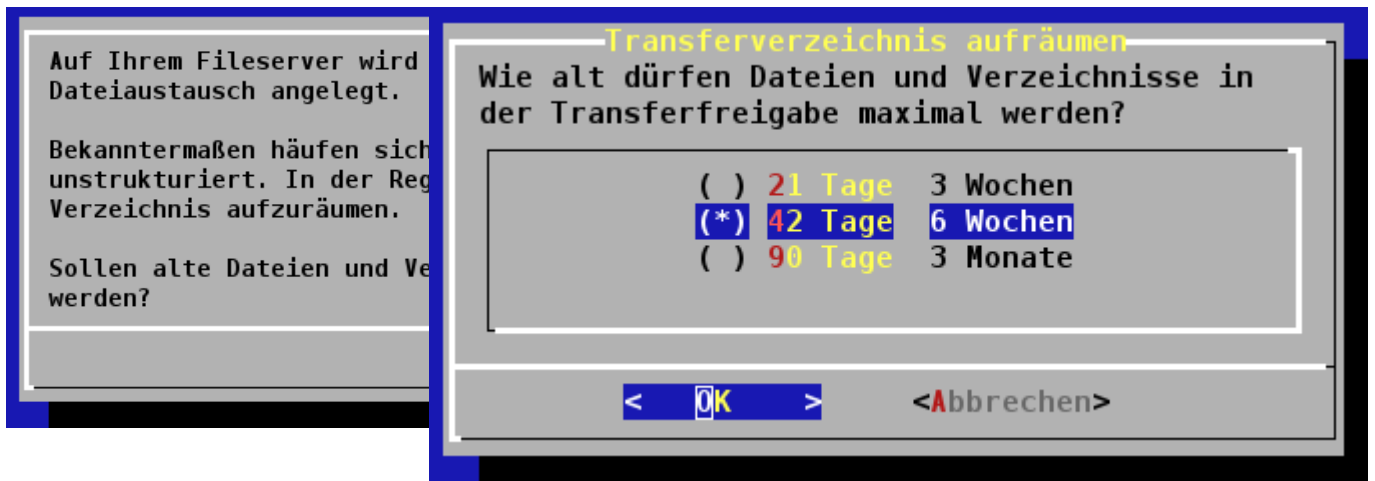 Auf Ihrem Fileserver wird
Dateiaustausch angelegt.
Bekanntermaßen häufen sich
unstrukturiert. In der Reg
Verzeichnis aufzuräumen.
Sollen alte Dateien und Ve
werden?
Transferverzeichnis aufräumen
Wie alt dürfen Dateien und Verzeichnisse in
der Transferfreigabe maximal werden?
( ) 21 Tage 3 Wochen
(*) 42 Tage 6 Wochen
( ) 90 Tage 3 Monate
< OK > <Abbrechen>